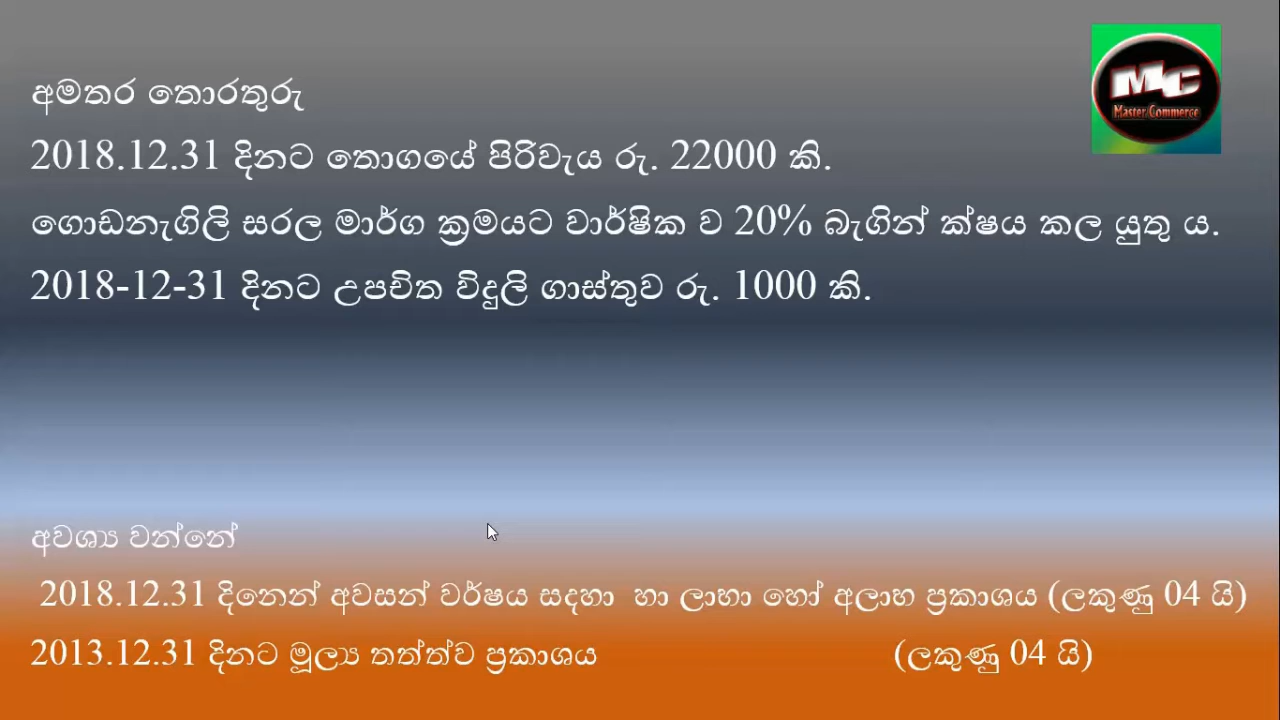 MC
Master Commerce
අමතර තොරතුරු
2018.12.31 දිනට තොගයේ පිරිවැය රු. 22000 කි.
ගොඩනැගිලි සරල මාර්ග ක්‍රමයට වාර්ෂික ව 20% බැගින් ක්ෂය කල යුතු ය.
2018-12-31 දිනට උපචිත විදුලි ගාස්තුව රු. 1000 කි.
අවශ්‍ය වන්නේ
2018.12.31 දිනෙන් අවසන් වර්ෂය සදහා හා ලාභා හෝ අලාභ ප්‍රකාශය (ලකුණු 04 යි)
2013.12.31 දිනට මූල්‍ය තත්ත්ව ප්‍රකාශය (ලකුණු 04 යි)